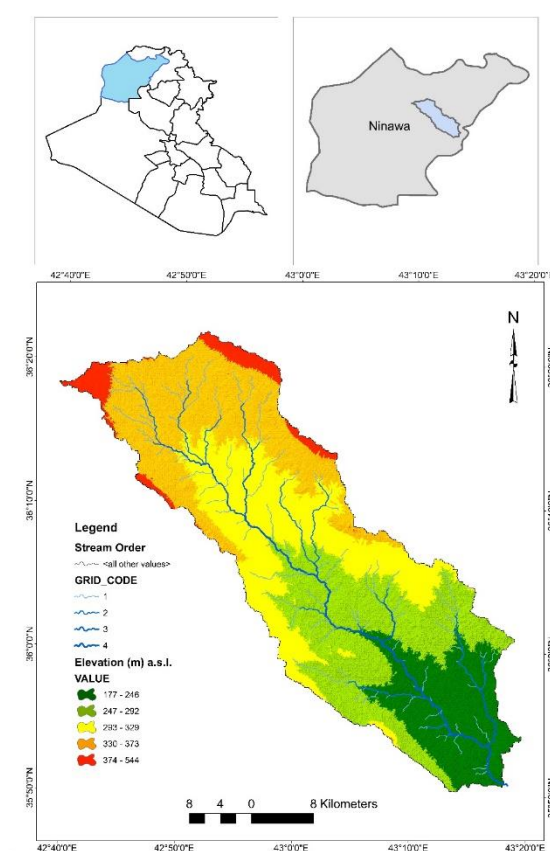 Ninawa
42°40'0"E 42°50'0"E 43°0'0"E 43°10'0"E 43°20'0"E
N
36°20'0"N
36°10'0"N
36°0'0"N
35°50'0"N
Legend
Stream Order
<all other values>
GRID_CODE
1
2
3
4
Elevation (m) a.s.l.
VALUE
177 - 246
247 - 292
293 - 329
330 - 373
374 - 544
8 4 0 8 Kilometers
42°40'0"E 42°50'0"E 43°0'0"E 43°10'0"E 43°20'0"E